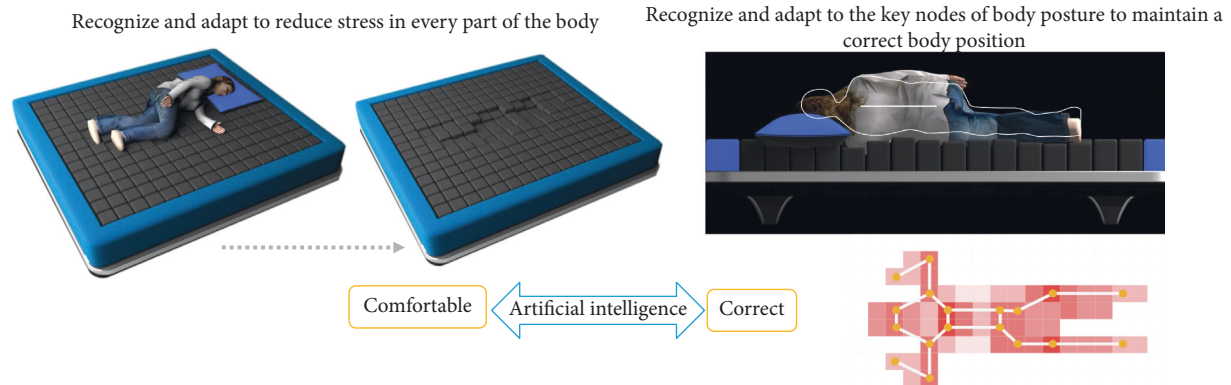 Recognize and adapt to reduce stress in every part of the body
Recognize and adapt to the key nodes of body posture to maintain a
correct body position
Comfortable
Artificial intelligence
Correct